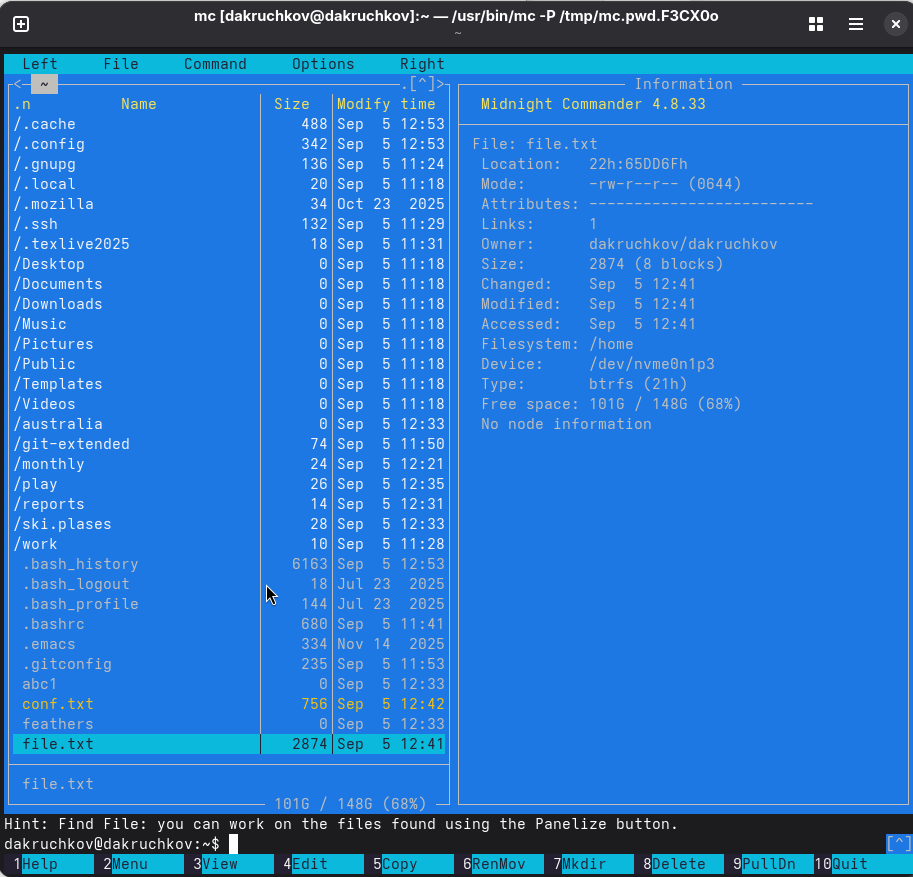 mc [dakruchkov@dakruchkov]:~ — /usr/bin/mc -P /tmp/mc.pwd.F3CX0o
~
Left File Command Options Right
<─ ~ .[^]>
.n Name Size Modify time
/.cache 488 Sep 5 12:53
/.config 342 Sep 5 12:53
/.gnupg 136 Sep 5 11:24
/.local 20 Sep 5 11:18
/.mozilla 34 Oct 23 2025
/.ssh 132 Sep 5 11:29
/.texlive2025 18 Sep 5 11:31
/Desktop 0 Sep 5 11:18
/Documents 0 Sep 5 11:18
/Downloads 0 Sep 5 11:18
/Music 0 Sep 5 11:18
/Pictures 0 Sep 5 11:18
/Public 0 Sep 5 11:18
/Templates 0 Sep 5 11:18
/Videos 0 Sep 5 11:18
/australia 0 Sep 5 12:33
/git-extended 74 Sep 5 11:50
/monthly 24 Sep 5 12:21
/play 26 Sep 5 12:35
/reports 14 Sep 5 12:31
/ski.plases 28 Sep 5 12:33
/work 10 Sep 5 11:28
.bash_history 6163 Sep 5 12:53
.bash_logout 18 Jul 23 2025
.bash_profile 144 Jul 23 2025
.bashrc 680 Sep 5 11:41
.emacs 334 Nov 14 2025
.gitconfig 235 Sep 5 11:53
abc1 0 Sep 5 12:33
conf.txt 756 Sep 5 12:42
feathers 0 Sep 5 12:33
file.txt 2874 Sep 5 12:41
file.txt
101G / 148G (68%)
Information
Midnight Commander 4.8.33
File: file.txt
Location: 22h:65DD6Fh
Mode: -rw-r--r-- (0644)
Attributes: -------------------------
Links: 1
Owner: dakruchkov/dakruchkov
Size: 2874 (8 blocks)
Changed: Sep 5 12:41
Modified: Sep 5 12:41
Accessed: Sep 5 12:41
Filesystem: /home
Device: /dev/nvme0n1p3
Type: btrfs (21h)
Free space: 101G / 148G (68%)
No node information
Hint: Find File: you can work on the files found using the Panelize button.
dakruchkov@dakruchkov:~$ [^]
1Help 2Menu 3View 4Edit 5Copy 6RenMov 7Mkdir 8Delete 9PullDn 10Quit